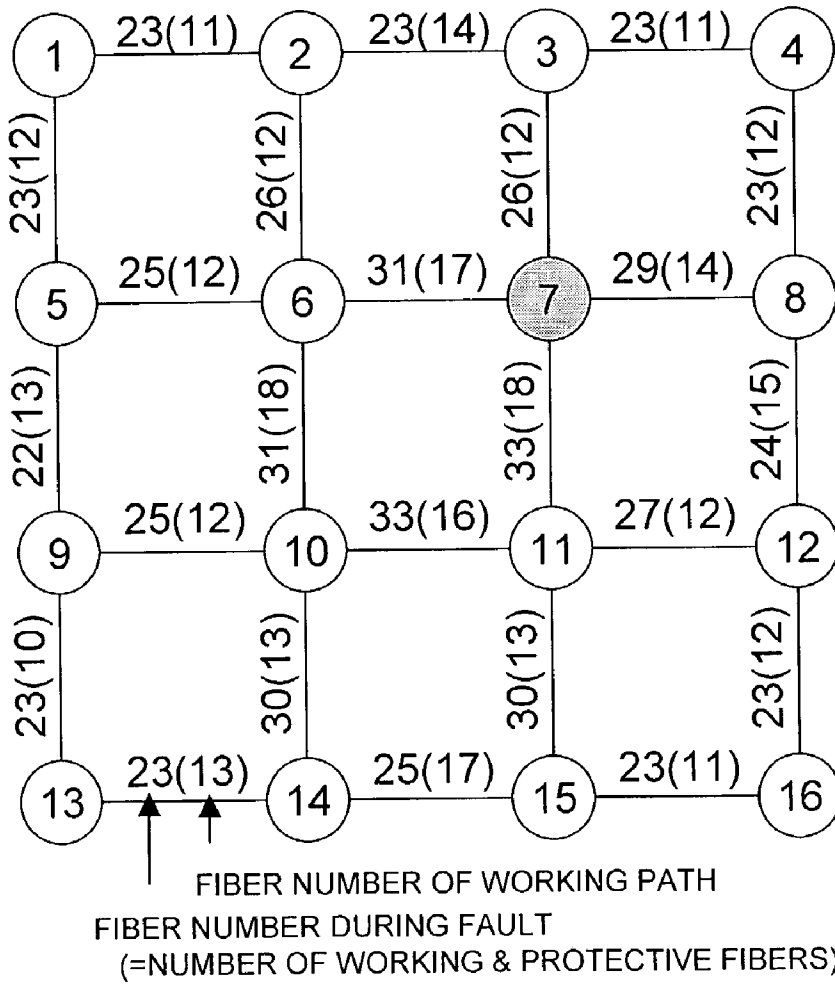 1 23(11) 2 23(14) 3 23(11) 4
23(12) 26(12) 26(12) 23(12)
5 25(12) 6 31(17) 7 29(14) 8
22(13) 31(18) 33(18) 24(15)
9 25(12) 10 33(16) 11 27(12) 12
23(10) 30(13) 30(13) 23(12)
13 23(13) 14 25(17) 15 23(11) 16
FIBER NUMBER OF WORKING PATH
FIBER NUMBER DURING FAULT
(=NUMBER OF WORKING & PROTECTIVE FIBERS)